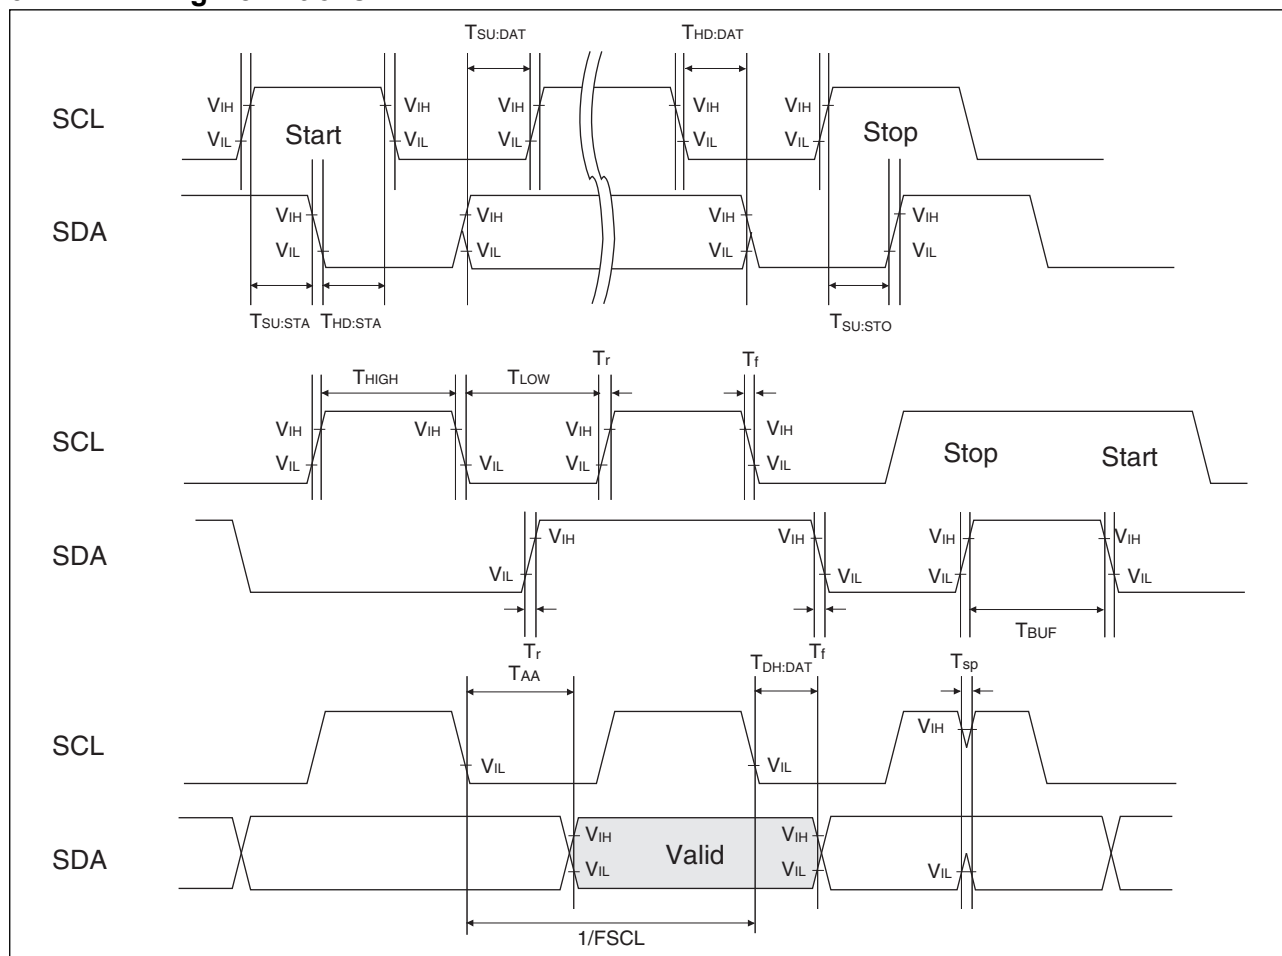 TSU:DAT THD:DAT
SCL VIH VIH VIH VIH VIH
VIL Start VIL VIL VIL VIL Stop
SDA VIH VIH VIH VIH
VIL VIL VIL VIL
TSU:STA THD:STA TSU:STO
THIGH TLOW Tr Tf
SCL VIH VIH VIH VIH
VIL VIL VIL VIL Stop Start
SDA VIH VIH VIH VIH
VIL VIL VIL VIL
Tr Tf TBUF
TAA TDH:DAT Tsp
SCL VIH
VIL VIL
SDA VIH Valid VIH
VIL VIL VIL
1/FSCL